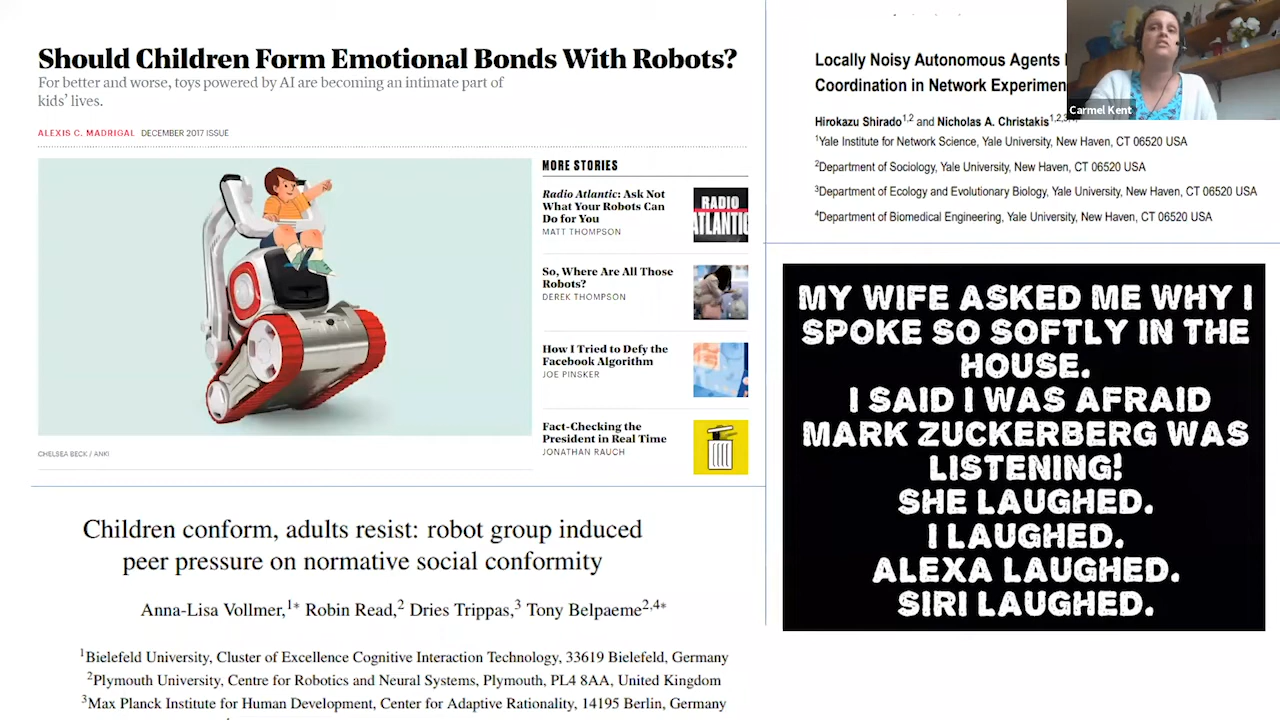 Should Children Form Emotional Bonds With Robots?
For better and worse, toys powered by AI are becoming an intimate part of
kids' lives.
ALEXIS C. MADRIGAL DECEMBER 2017 ISSUE
MORE STORIES
Radio Atlantic: Ask Not
What Your Robots Can
Do for You
MATT THOMPSON
RADIO
ATLANTIC
So, Where Are All Those
Robots?
DEREK THOMPSON
How I Tried to Defy the
Facebook Algorithm
JOE PINSKER
Fact-Checking the
President in Real Time
JONATHAN RAUCH
CHELSEA BECK / ANKI
Children conform, adults resist: robot group induced
peer pressure on normative social conformity
Anna-Lisa Vollmer,1* Robin Read,2 Dries Trippas,3 Tony Belpaeme2,4*
1Bielefeld University, Cluster of Excellence Cognitive Interaction Technology, 33619 Bielefeld, Germany
2Plymouth University, Centre for Robotics and Neural Systems, Plymouth, PL4 8AA, United Kingdom
3Max Planck Institute for Human Development, Center for Adaptive Rationality, 14195 Berlin, Germany
Locally Noisy Autonomous Agents
Coordination in Network
Carmel Kent
Hirokazu Shirado1,2 and Nicholas A. Christakis1,2,3
1Yale Institute for Network Science, Yale University, New Haven, CT 06520 USA
2Department of Sociology, Yale University, New Haven, CT 06520 USA
3Department of Ecology and Evolutionary Biology, Yale University, New Haven, CT 06520 USA
4Department of Biomedical Engineering, Yale University, New Haven, CT 06520 USA
MY WIFE ASKED ME WHY I
SPOKE SO SOFTLY IN THE
HOUSE.
I SAID I WAS AFRAID
MARK ZUCKERBERG WAS
LISTENING!
SHE LAUGHED.
I LAUGHED.
ALEXA LAUGHED.
SIRI LAUGHED.